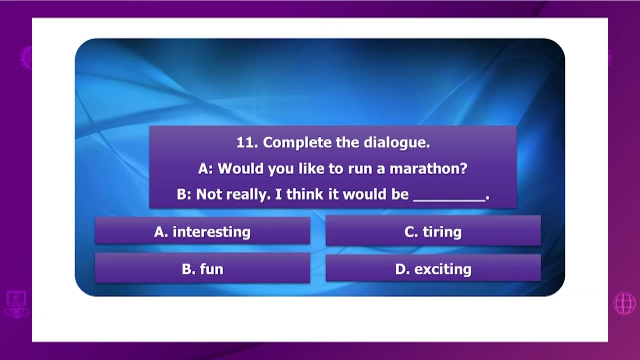 11. Complete the dialogue.
A: Would you like to run a marathon?
B: Not really. I think it would be ________.
A. interesting
C. tiring
B. fun
D. exciting